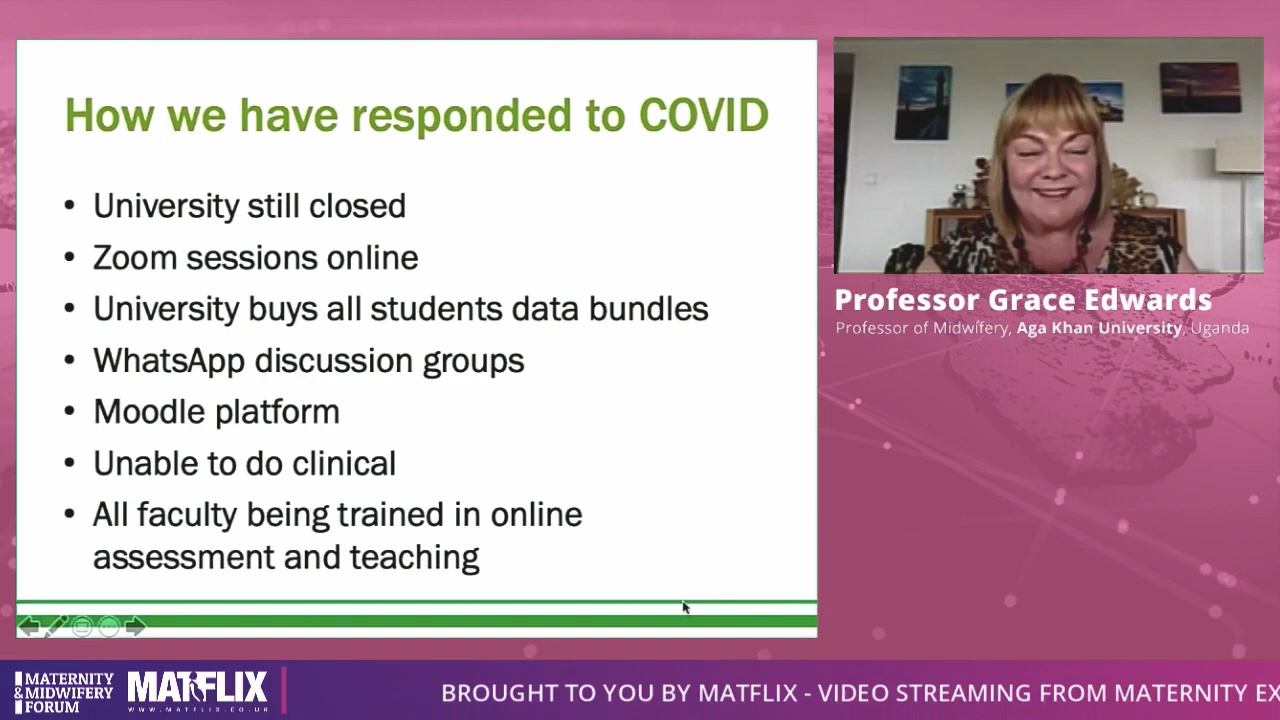 How we have responded to COVID
• University still closed
• Zoom sessions online
• University buys all students data bundles
• WhatsApp discussion groups
• Moodle platform
• Unable to do clinical
• All faculty being trained in online
assessment and teaching
Professor Grace Edwards
Professor of Midwifery, Aga Khan University, Uganda
MATERNITY
& MIDWIFERY
FORUM
MATFLIX
WWW.MATFLIX.CO.UK
BROUGHT TO YOU BY MATFLIX - VIDEO STREAMING FROM MATERNITY EX